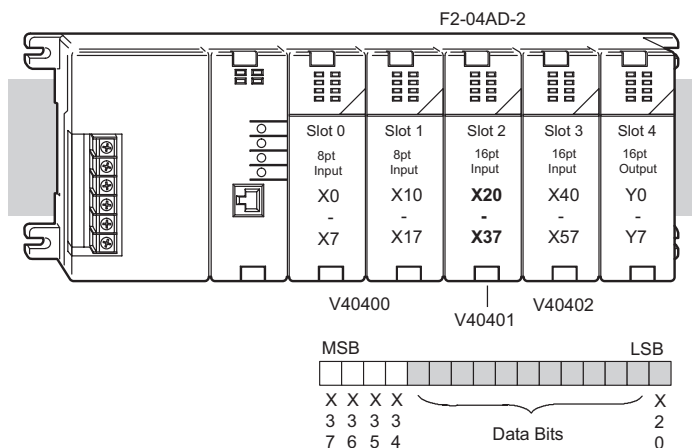 F2-04AD-2
Slot 0 Slot 1 Slot 2 Slot 3 Slot 4
8pt 8pt 16pt 16pt 16pt
Input Input Input Input Output
X0 X10 X20 X40 Y0
- - - - -
X7 X17 X37 X57 Y7
V40400 V40401 V40402
MSB LSB
X X X X X
3 3 3 3 2
7 6 5 4 0
Data Bits